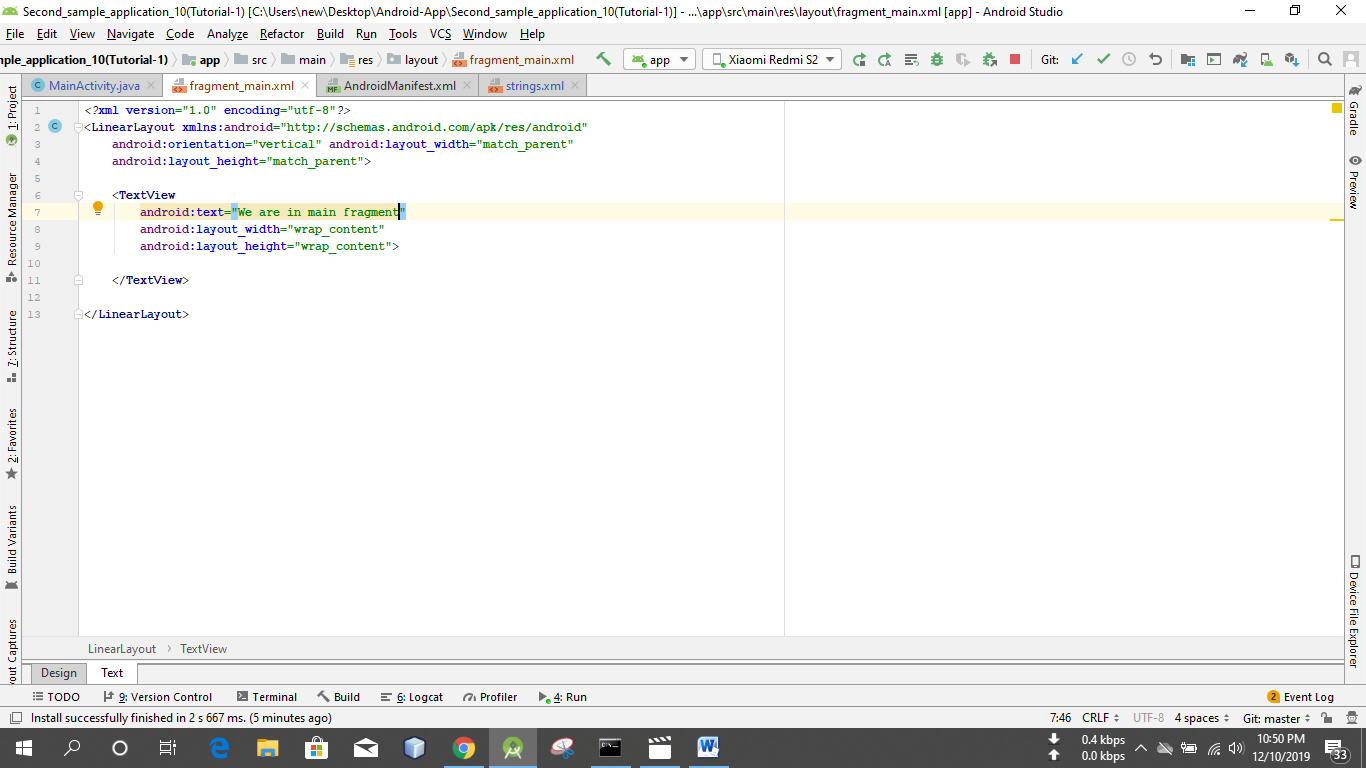 Second_sample_application_10(Tutorial-1) [C:\Users\new\Desktop\Android-App\Second_sample_application_10(Tutorial-1)] - ...\app\src\main\res\layout\fragment_main.xml [app] - Android Studio
File Edit View Navigate Code Analyze Refactor Build Run Tools VCS Window Help
mple_application_10(Tutorial-1) app src main res layout fragment_main.xml app Xiaomi Redmi S2 Git:
MainActivity.java fragment_main.xml AndroidManifest.xml strings.xml
1 <?xml version="1.0" encoding="utf-8"?>
2 <LinearLayout xmlns:android="http://schemas.android.com/apk/res/android"
3 android:orientation="vertical" android:layout_width="match_parent"
4 android:layout_height="match_parent">
5
6 <TextView
7 android:text="We are in main fragment"
8 android:layout_width="wrap_content"
9 android:layout_height="wrap_content">
10
11 </TextView>
12
13 </LinearLayout>
1: Project
Resource Manager
7: Structure
2: Favorites
Build Variants
yout Captures
Gradle
Preview
Device File Explorer
LinearLayout TextView
Design Text
TODO 9: Version Control Terminal Build 6: Logcat Profiler 4: Run 2 Event Log
Install successfully finished in 2 s 667 ms. (5 minutes ago) 7:46 CRLF UTF-8 4 spaces Git: master
0.4 kbps 10:50 PM
0.0 kbps 12/10/2019 33